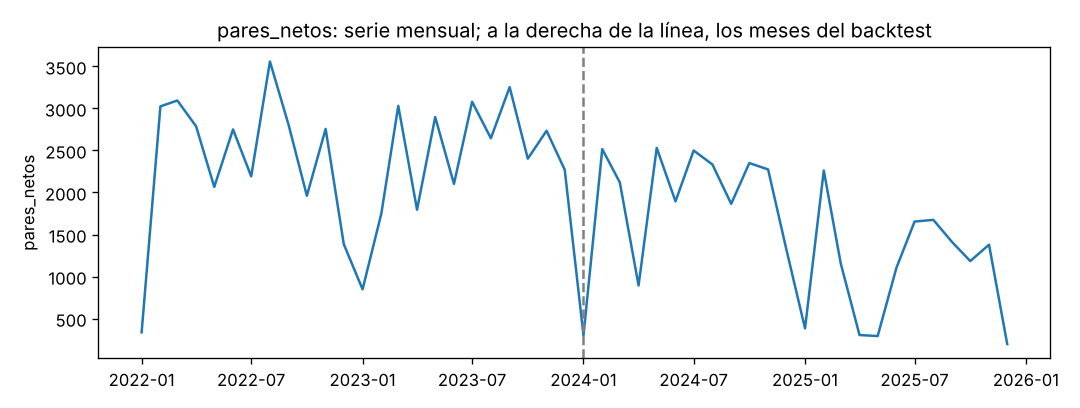 pares_netos: serie mensual; a la derecha de la línea, los meses del backtest
pares_netos
3500
3000
2500
2000
1500
1000
500
2022-01 2022-07 2023-01 2023-07 2024-01 2024-07 2025-01 2025-07 2026-01